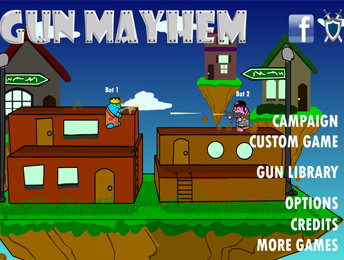 GUN MAYHEM
Bot 1
Bot 2
CAMPAIGN
CUSTOM GAME
GUN LIBRARY
OPTIONS
CREDITS
MORE GAMES